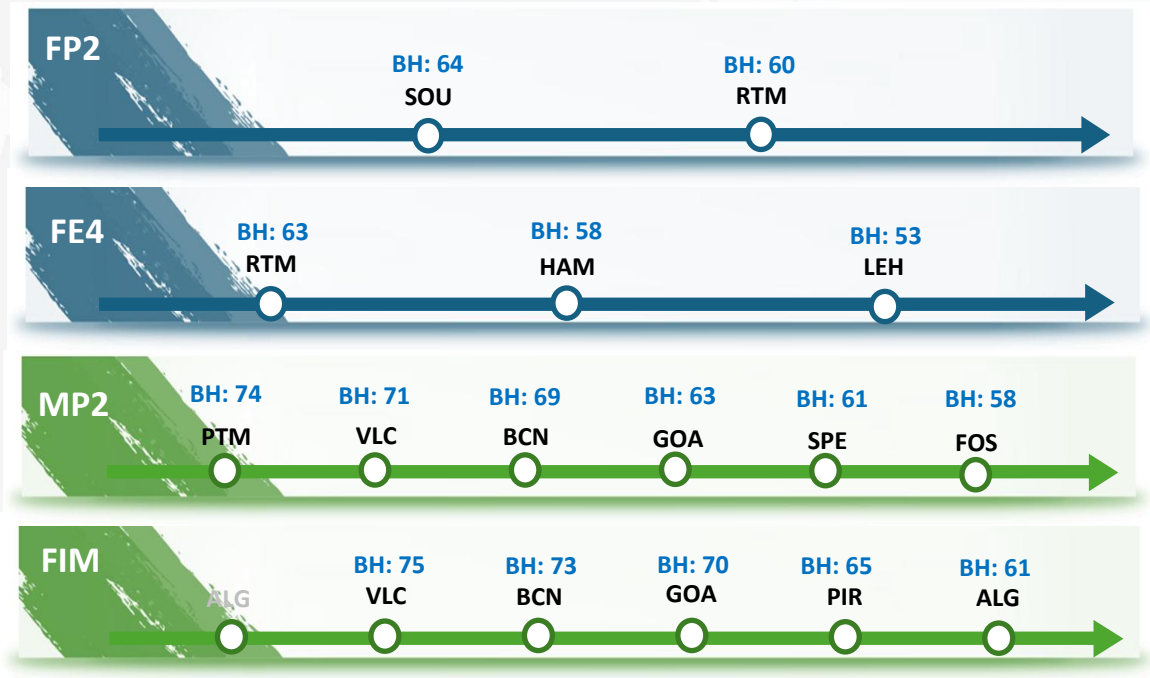 FP2
BH: 64
SOU
BH: 60
RTM
FE4
BH: 63
RTM
BH: 58
HAM
BH: 53
LEH
MP2
BH: 74
PTM
BH: 71
VLC
BH: 69
BCN
BH: 63
GOA
BH: 61
SPE
BH: 58
FOS
FIM
ALG
BH: 75
VLC
BH: 73
BCN
BH: 70
GOA
BH: 65
PIR
BH: 61
ALG